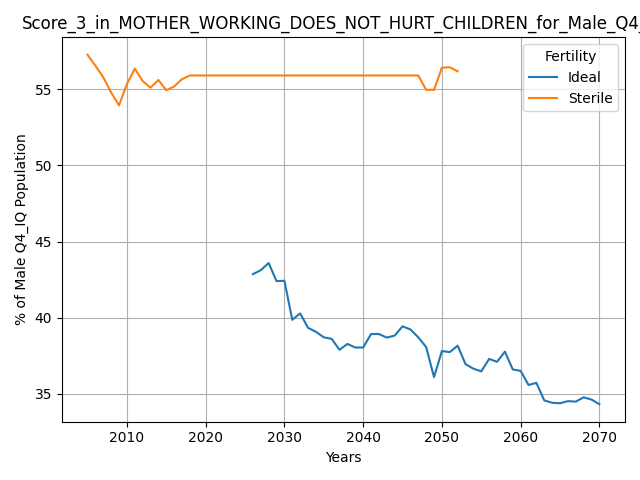 Score_3_in_MOTHER_WORKING_DOES_NOT_HURT_CHILDREN_for_Male_Q4_
Fertility
Ideal
Sterile
% of Male Q4_IQ Population
55
50
45
40
35
2010 2020 2030 2040 2050 2060 2070
Years